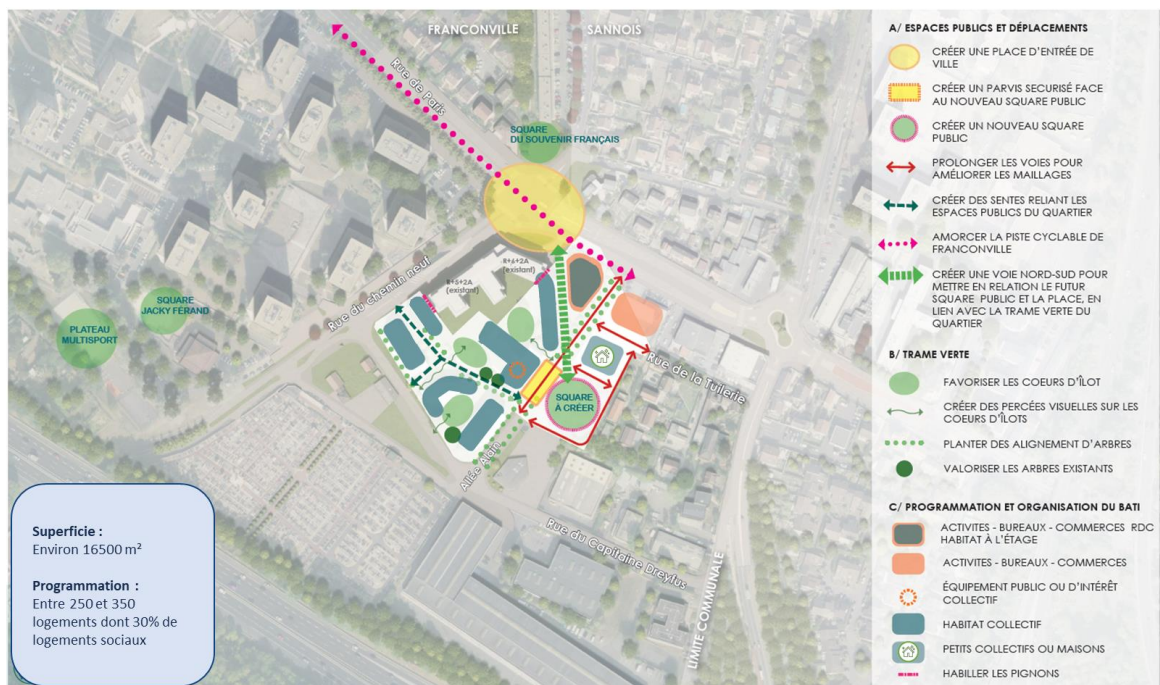 FRANCONVILLE
SANNOIS
Rue de Paris
SQUARE
DU SOUVENIR FRANÇAIS
R+6+2A
(existant)
R+8+2A
(existant)
Rue du chemin neuf
SQUARE
JACKY FERAND
PLATEAU
MULTISPORT
Rue de la Tuilerie
SQUARE
À CRÉER
Allée Alain
Rue du Capitaine Dreyfus
LIMITE COMMUNALE
Superficie :
Environ 16500 m²
Programmation :
Entre 250 et 350
logements dont 30% de
logements sociaux
A/ ESPACES PUBLICS ET DÉPLACEMENTS
CRÉER UNE PLACE D'ENTRÉE DE
VILLE
CRÉER UN PARVIS SECURISÉ FACE
AU NOUVEAU SQUARE PUBLIC
CRÉER UN NOUVEAU SQUARE
PUBLIC
PROLONGER LES VOIES POUR
AMÉLIORER LES MAILLAGES
CRÉER DES SENTES RELIANT LES
ESPACES PUBLICS DU QUARTIER
AMORCER LA PISTE CYCLABLE DE
FRANCONVILLE
CRÉER UNE VOIE NORD-SUD POUR
METTRE EN RELATION LE FUTUR
SQUARE PUBLIC ET LA PLACE, EN
LIEN AVEC LA TRAME VERTE DU
QUARTIER
B/ TRAME VERTE
FAVORISER LES COEURS D'ÎLOT
CRÉER DES PERCÉES VISUELLES SUR LES
COEURS D'ÎLOTS
PLANTER DES ALIGNEMENT D'ARBRES
VALORISER LES ARBRES EXISTANTS
C/ PROGRAMMATION ET ORGANISATION DU BATI
ACTIVITES - BUREAUX - COMMERCES RDC
HABITAT À L'ÉTAGE
ACTIVITES - BUREAUX - COMMERCES
ÉQUIPEMENT PUBLIC OU D'INTÉRÊT
COLLECTIF
HABITAT COLLECTIF
PETITS COLLECTIFS OU MAISONS
HABILLER LES PIGNONS